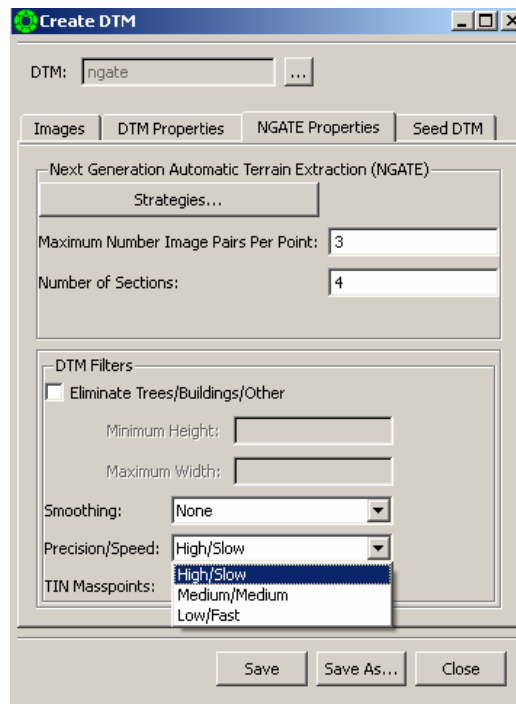 Create DTM
DTM: ngate ...
Images DTM Properties NGATE Properties Seed DTM
Next Generation Automatic Terrain Extraction (NGATE)
Strategies...
Maximum Number Image Pairs Per Point: 3
Number of Sections: 4
DTM Filters
Eliminate Trees/Buildings/Other
Minimum Height:
Maximum Width:
Smoothing: None
Precision/Speed: High/Slow
High/Slow
Medium/Medium
TIN Masspoints:
Low/Fast
Save Save As... Close